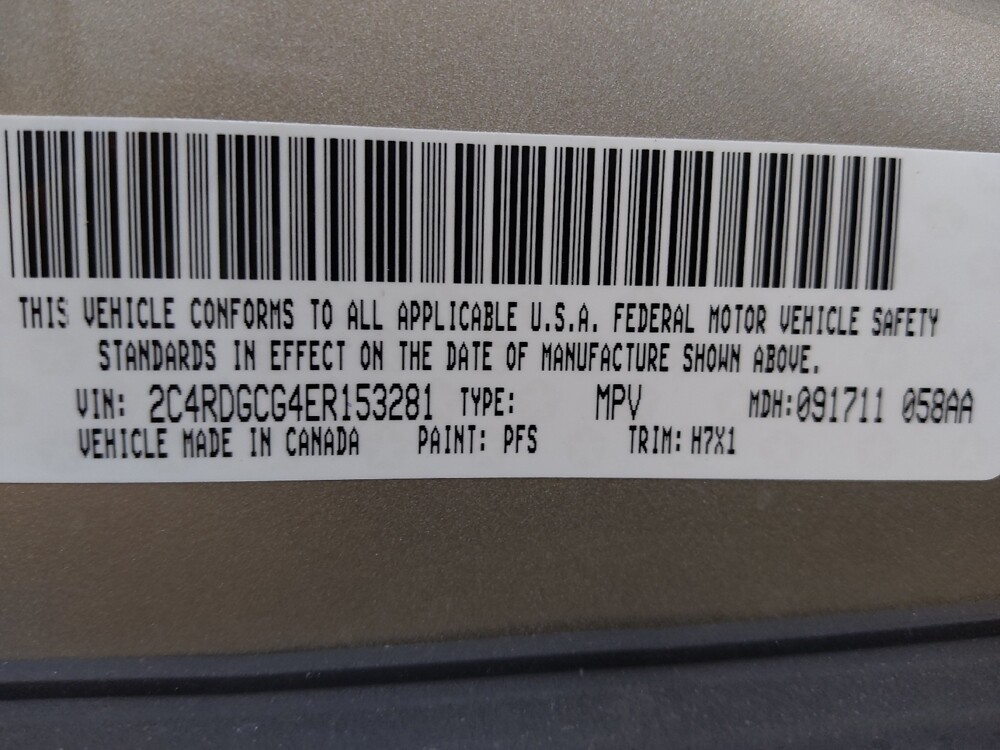 THIS VEHICLE CONFORMS TO ALL APPLICABLE U.S.A. FEDERAL MOTOR VEHICLE SAFETY
STANDARDS IN EFFECT ON THE DATE OF MANUFACTURE SHOWN ABOVE.
VIN: 2C4RDGCG4ER153281 TYPE: MPV MDH:091711 058AA
VEHICLE MADE IN CANADA PAINT: PFS TRIM: H7X1